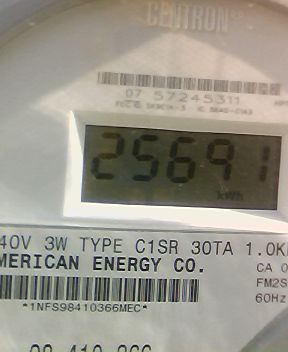 CENTRON
07 57245311
25691
kWh
40V 3W TYPE C1SR 30TA 1.0K
MERICAN ENERGY CO.
CA 0
FM2S
60Hz
*1NFS98410366MEC*